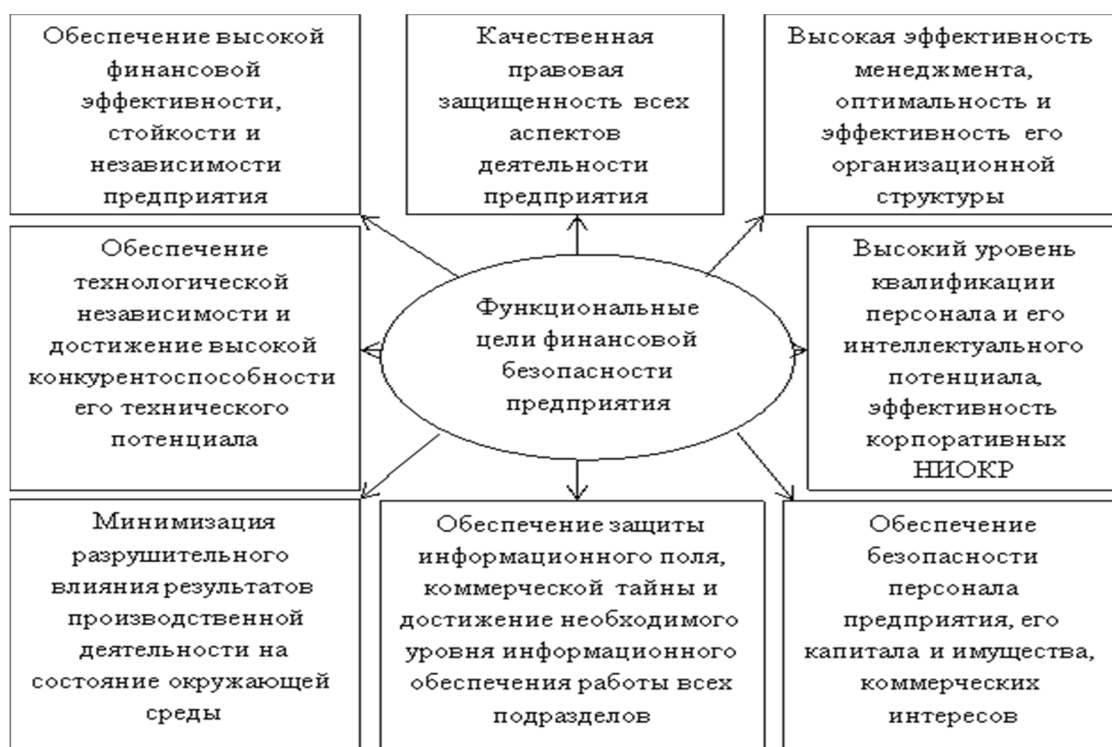 Обеспечение высокой
финансовой
эффективности,
стойкости и
независимости
предприятия
Качественная
правовая
защищенность всех
аспектов
деятельности
предприятия
Высокая эффективность
менеджмента,
оптимальность и
эффективность его
организационной
структуры
Обеспечение
технологической
независимости и
достижение высокой
конкурентоспособности
его технического
потенциала
Функциональные
цели финансовой
безопасности
предприятия
Высокий уровень
квалификации
персонала и его
интеллектуального
потенциала,
эффективность
корпоративных
НИОКР
Минимизация
разрушительного
влияния результатов
производственной
деятельности на
состояние окружающей
среды
Обеспечение защиты
информационного поля,
коммерческой тайны и
достижение необходимого
уровня информационного
обеспечения работы всех
подразделов
Обеспечение
безопасности
персонала
предприятия, его
капитала и имущества,
коммерческих
интересов